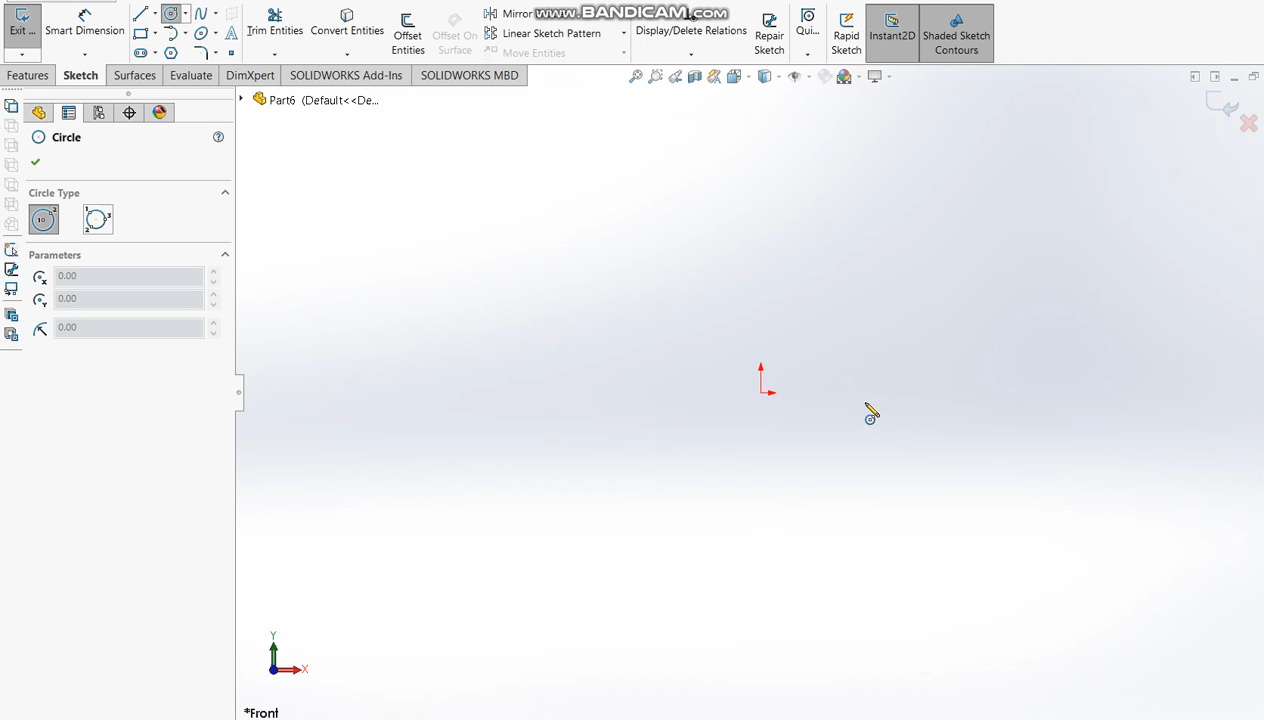 www.BANDICAM.com
Exit ...
Smart Dimension
Trim Entities
Convert Entities
Offset Entities
Offset On Surface
Mirror
Linear Sketch Pattern
Move Entities
Display/Delete Relations
Repair Sketch
Qui...
Rapid Sketch
Instant2D
Shaded Sketch Contours
Features
Sketch
Surfaces
Evaluate
DimXpert
SOLIDWORKS Add-Ins
SOLIDWORKS MBD
Part6 (Default<<De...
Circle
Circle Type
Parameters
0.00
0.00
0.00
Y
X
*Front